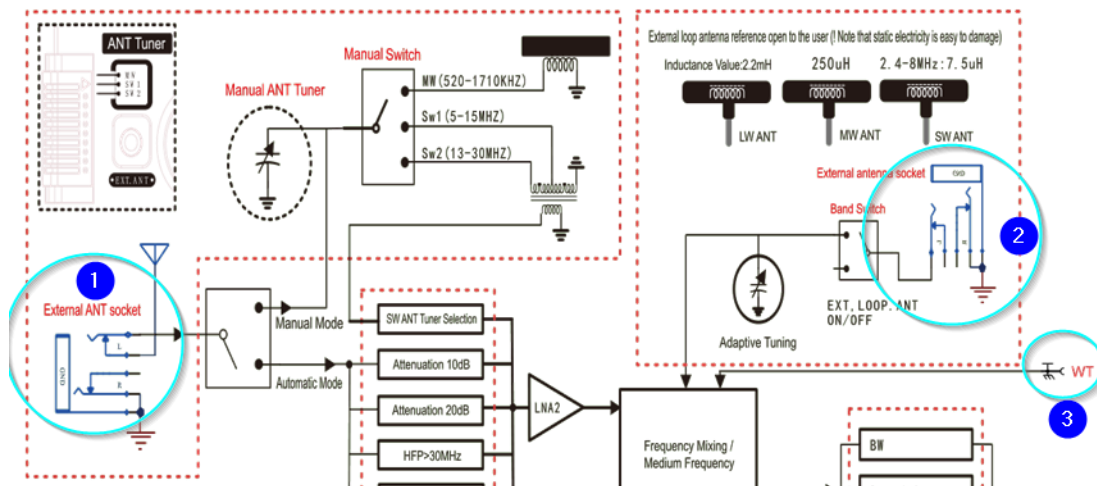 ANT Tuner
MW
SW 1
SW 2
EXT.ANT
Manual ANT Tuner
Manual Switch
MW(520-1710KHZ)
Sw1(5-15MHZ)
Sw2(13-30MHZ)
External loop antenna reference open to the user (! Note that static electricity is easy to damage)
Inductance Value:2.2mH
250uH
2.4-8MHz:7.5uH
LW ANT
MW ANT
SW ANT
External antenna socket
GND
Band Switch
L
R
2
EXT, LOOP. ANT
ON/OFF
Adaptive Tuning
1
External ANT socket
L
R
GND
Manual Mode
Automatic Mode
SW ANT Tuner Selection
Attenuation 10dB
Attenuation 20dB
HFP>30MHz
LNA2
Frequency Mixing /
Medium Frequency
WT
3
BW